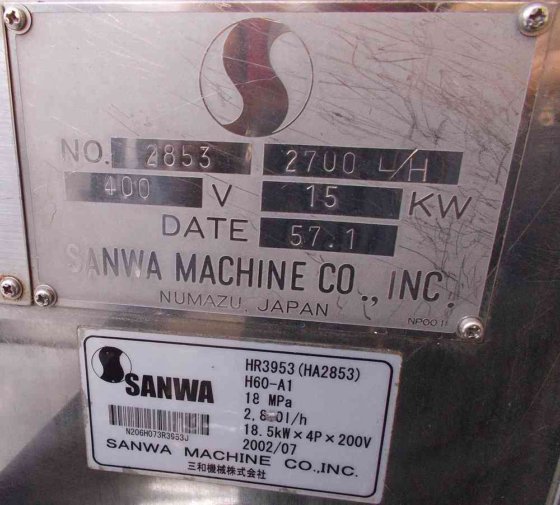 NO. 2853 2700 L/H
400 V 15 KW
DATE 57.1
SANWA MACHINE CO., INC.
NUMAZU, JAPAN
NP001
SANWA
HR3953(HA2853)
H60-A1
18 MPa
18.5kW×4P×200V
N206H073R3953J
2002/07
SANWA MACHINE CO.,INC.
三和機械株式会社